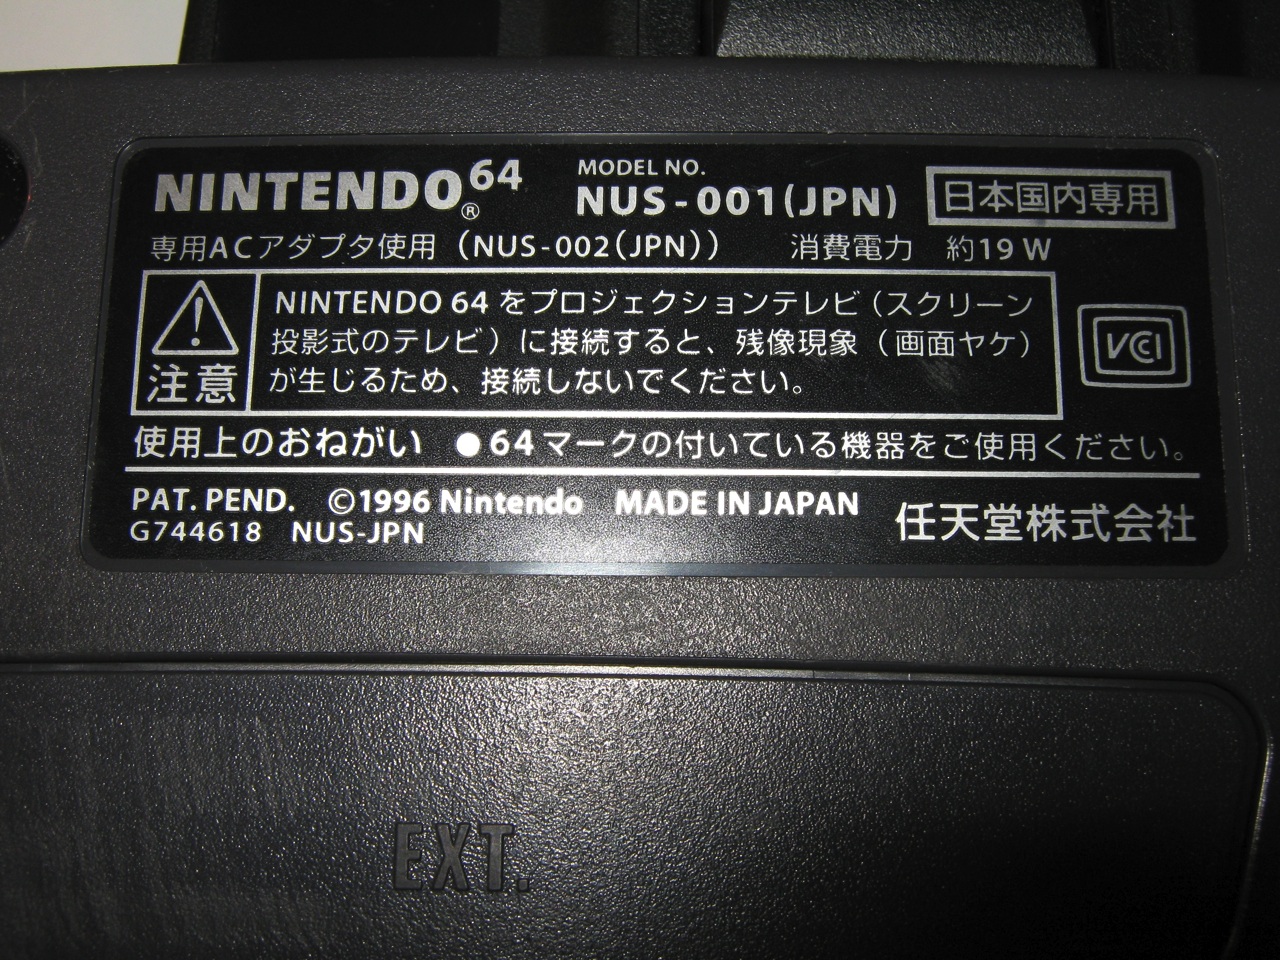 NINTENDO®64 MODEL NO. NUS-001(JPN) 日本国内専用
専用ACアダプタ使用（NUS-002(JPN)） 消費電力 約19W
注意
NINTENDO 64 をプロジェクションテレビ（スクリーン
投影式のテレビ）に接続すると、残像現象（画面ヤケ）
が生じるため、接続しないでください。
VCCI
使用上のおねがい ●64マークの付いている機器をご使用ください。
PAT. PEND. ©1996 Nintendo MADE IN JAPAN
G744618 NUS-JPN
任天堂株式会社
EXT.